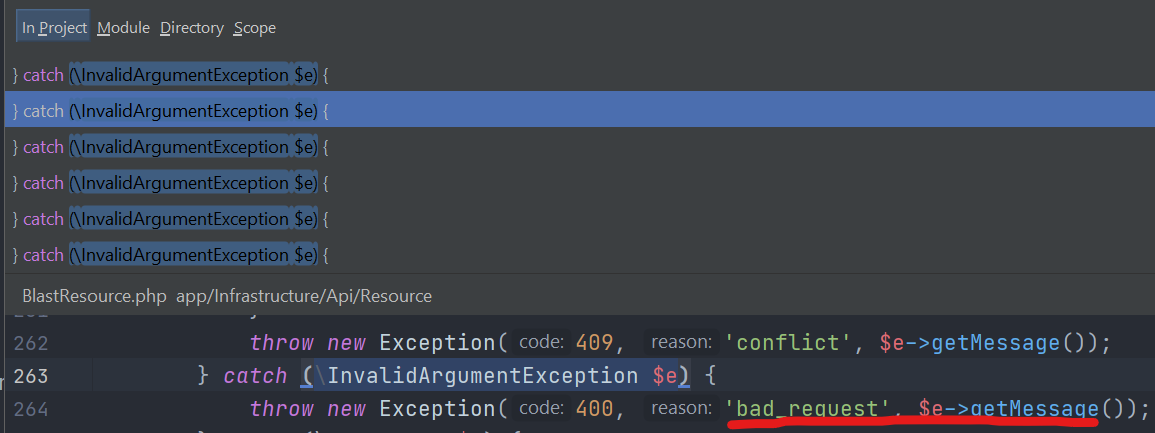 In Project Module Directory Scope
} catch (\InvalidArgumentException $e) {
} catch (\InvalidArgumentException $e) {
} catch (\InvalidArgumentException $e) {
} catch (\InvalidArgumentException $e) {
} catch (\InvalidArgumentException $e) {
} catch (\InvalidArgumentException $e) {
BlastResource.php app/Infrastructure/Api/Resource
262 throw new Exception( code: 409, reason: 'conflict', $e->getMessage());
263 } catch (\InvalidArgumentException $e) {
264 throw new Exception( code: 400, reason: 'bad_request', $e->getMessage());